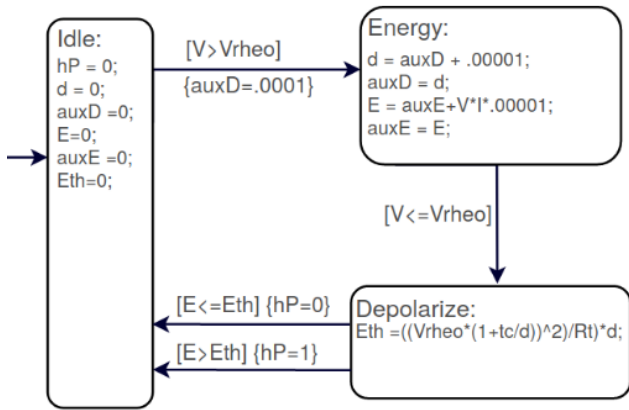 Idle:
hP = 0;
d = 0;
auxD =0;
E=0;
auxE =0;
Eth=0;
[V>Vrheo]
{auxD=.0001}
Energy:
d = auxD + .00001;
auxD = d;
E = auxE+V*I*.00001;
auxE = E;
[V<=Vrheo]
[E<=Eth] {hP=0}
[E>Eth] {hP=1}
Depolarize:
Eth =((Vrheo*(1+tc/d))^2)/Rt)*d;